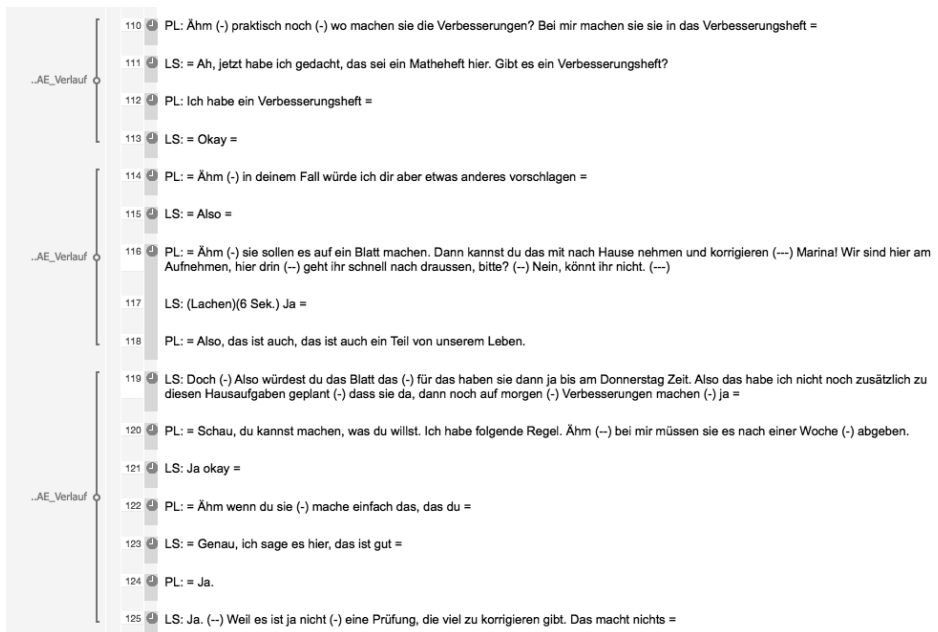 110 PL: Ähm (-) praktisch noch (-) wo machen sie die Verbesserungen? Bei mir machen sie sie in das Verbesserungsheft =
..AE_Verlauf
111 LS: = Ah, jetzt habe ich gedacht, das sei ein Matheheft hier. Gibt es ein Verbesserungsheft?
112 PL: Ich habe ein Verbesserungsheft =
113 LS: = Okay =
114 PL: = Ähm (-) in deinem Fall würde ich dir aber etwas anderes vorschlagen =
115 LS: = Also =
..AE_Verlauf
116 PL: = Ähm (-) sie sollen es auf ein Blatt machen. Dann kannst du das mit nach Hause nehmen und korrigieren (---) Marina! Wir sind hier am
Aufnehmen, hier drin (--) geht ihr schnell nach draussen, bitte? (--) Nein, könnt ihr nicht. (---)
117 LS: (Lachen)(6 Sek.) Ja =
118 PL: = Also, das ist auch, das ist auch ein Teil von unserem Leben.
119 LS: Doch (-) Also würdest du das Blatt das (-) für das haben sie dann ja bis am Donnerstag Zeit. Also das habe ich nicht noch zusätzlich zu
diesen Hausaufgaben geplant (-) dass sie da, dann noch auf morgen (-) Verbesserungen machen (-) ja =
120 PL: = Schau, du kannst machen, was du willst. Ich habe folgende Regel. Ähm (--) bei mir müssen sie es nach einer Woche (-) abgeben.
121 LS: Ja okay =
..AE_Verlauf
122 PL: = Ähm wenn du sie (-) mache einfach das, das du =
123 LS: = Genau, ich sage es hier, das ist gut =
124 PL: = Ja.
125 LS: Ja. (--) Weil es ist ja nicht (-) eine Prüfung, die viel zu korrigieren gibt. Das macht nichts =